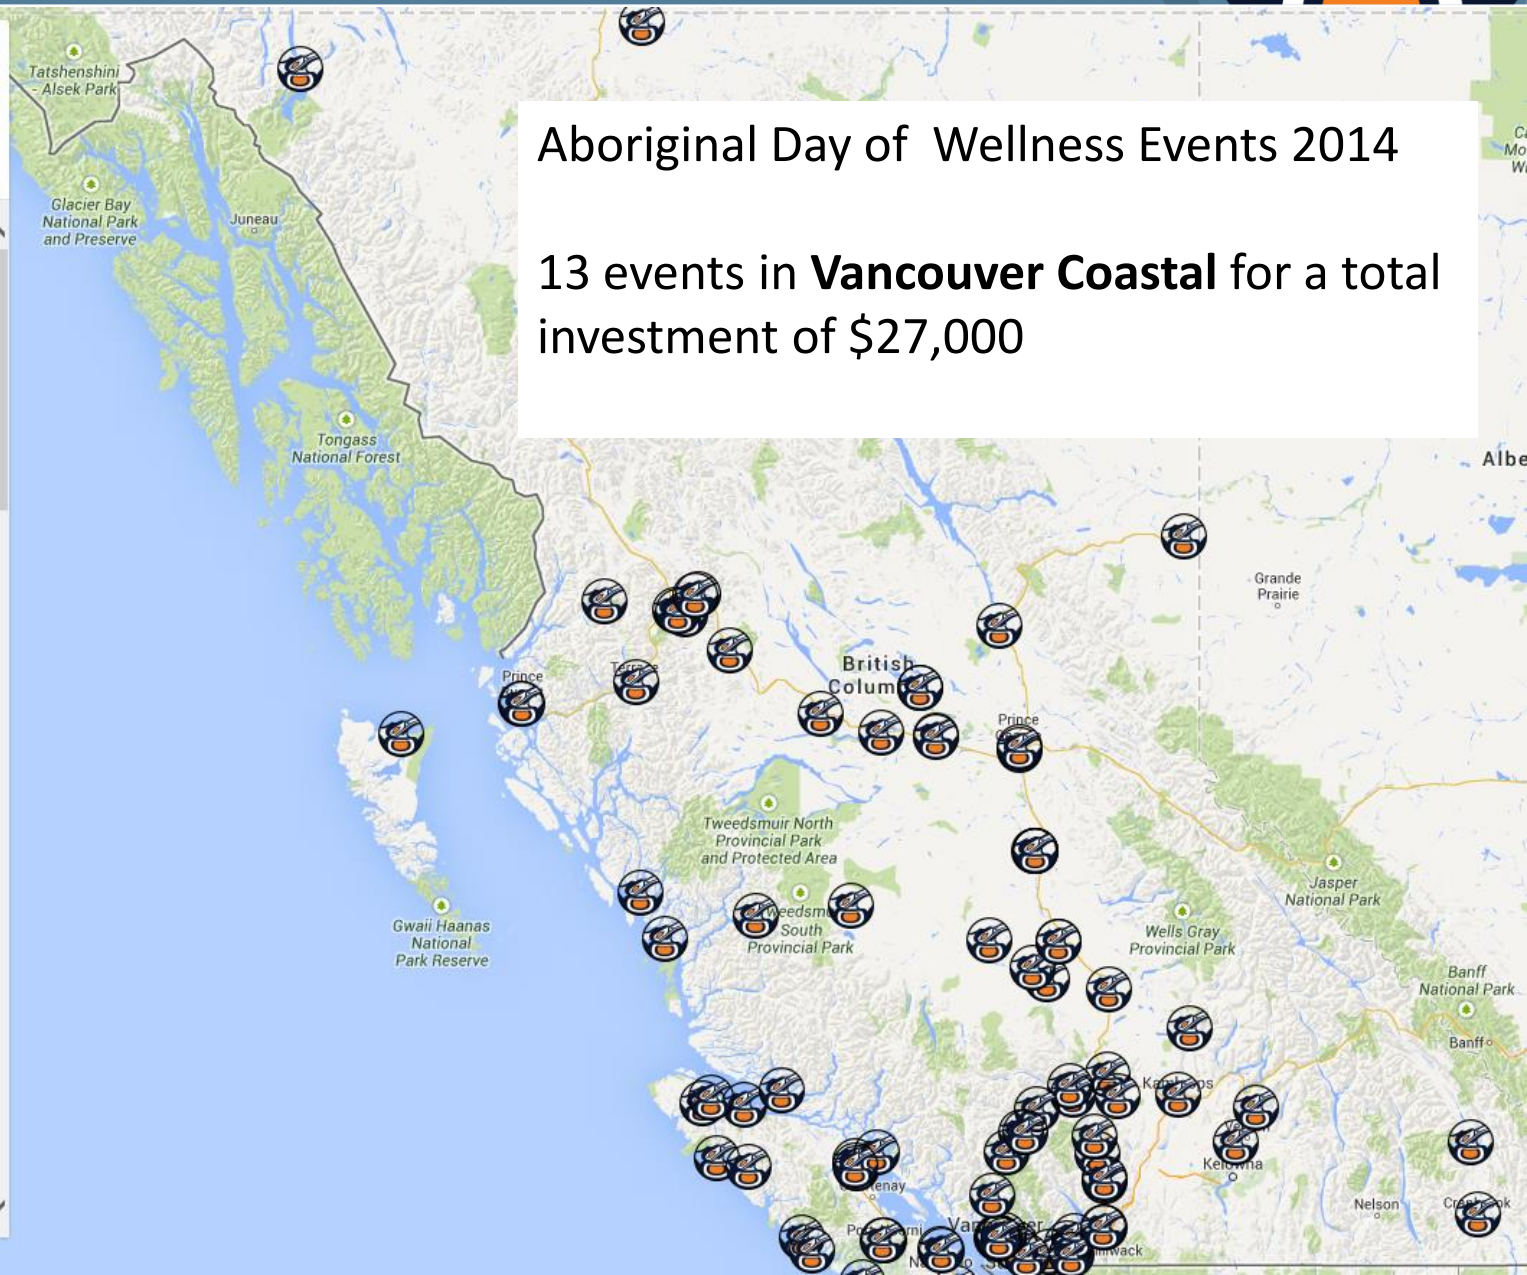 Tatshenshini
- Alsek Park
Aboriginal Day of  Wellness Events 2014
13 events in Vancouver Coastal for a total
investment of $27,000
Glacier Bay
National Park
and Preserve
Juneau
Tongass
National Forest
Grande
Prairie
British
Prince
Prince
Tweedsmuir North
Provincial Park
and Protected Area
South
Provincial Park
Jasper
National Park
Wells Gray
Provincial Park
Gwaii Haanas
National
Park Reserve
Banff
National Park
Banff
Kelowna
Nelson